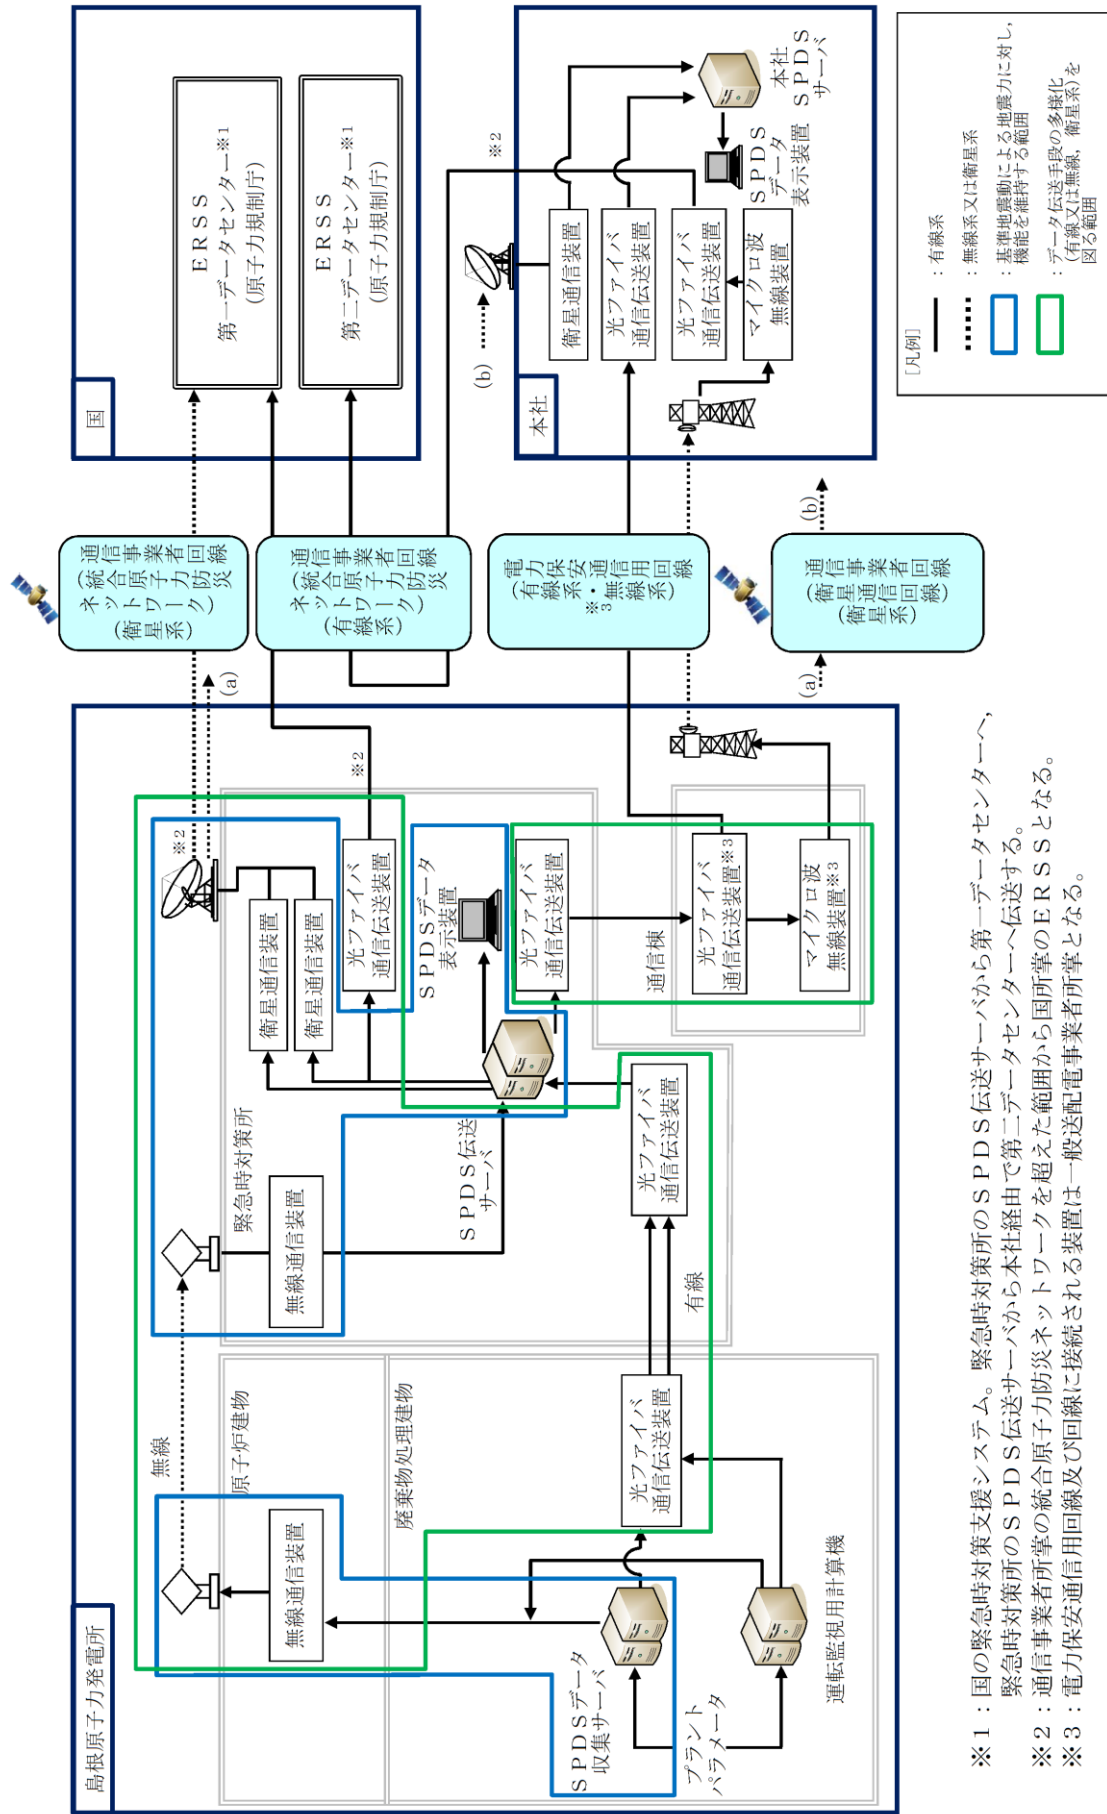 島根原子力発電所
原子炉建物
廃棄物処理建物
無線
無線通信装置
SPDSデータ
収集サーバ
プラント
パラメータ
運転監視用計算機
光ファイバ
通信伝送装置
有線
緊急時対策所
無線通信装置
SPDS伝送
サーバ
光ファイバ
通信伝送装置
衛星通信装置
衛星通信装置
光ファイバ
通信伝送装置
SPDSデータ
表示装置
光ファイバ
通信伝送装置
通信棟
光ファイバ
通信伝送装置※3
マイクロ波
無線装置※3
※2
(a)
※2
通信事業者回線
(統合原子力防災
ネットワーク)
(衛星系)
通信事業者回線
(統合原子力防災
ネットワーク)
(有線系)
電力保安通信用回線
(有線系・無線系)
※3
通信事業者回線
(衛星通信回線)
(衛星系)
(a)
(b)
国
ERSS
第一データセンター※1
(原子力規制庁)
ERSS
第二データセンター※1
(原子力規制庁)
本社
(b)
※2
衛星通信装置
光ファイバ
通信伝送装置
光ファイバ
通信伝送装置
マイクロ波
無線装置
本社
SPDS
サーバ
SPDS
データ
表示装置
[凡例]
:有線系
:無線系又は衛星系
:基準地震動による地震力に対し,
機能を維持する範囲
:データ伝送手段の多様化
(有線又は無線,衛星系)を
図る範囲
※1:国の緊急時対策支援システム。緊急時対策所のSPDS伝送サーバから第一データセンターへ,
緊急時対策所のSPDS伝送サーバから本社経由で第二データセンターへ伝送する。
※2:通信事業者所掌の統合原子力防災ネットワークを超えた範囲から国所掌のERSSとなる。
※3:電力保安通信用回線及び回線に接続される装置は一般送配電事業者所掌となる。